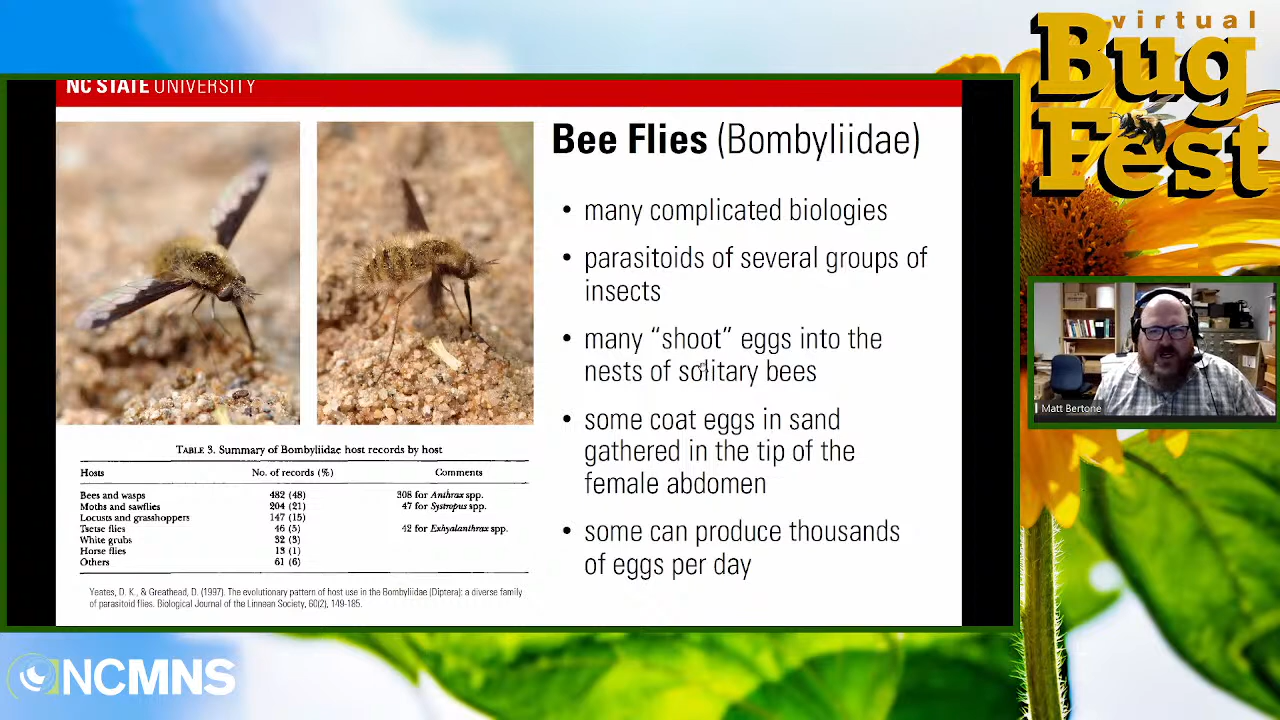 virtual
Bug
Fest
NC STATE UNIVERSITY
Bee Flies (Bombyliidae)
• many complicated biologies
• parasitoids of several groups of
insects
• many “shoot” eggs into the
nests of solitary bees
• some coat eggs in sand
gathered in the tip of the
female abdomen
• some can produce thousands
of eggs per day
TABLE 3. Summary of Bombyliidae host records by host
Hosts No. of records (%) Comments
Bees and wasps 482 (48) 308 for Anthrax spp.
Moths and sawflies 204 (21) 47 for Systropus spp.
Locusts and grasshoppers 147 (15)
Tsetse flies 46 (5) 42 for Exhyalanthrax spp.
White grubs 32 (3)
Horse flies 13 (1)
Others 61 (6)
Yeates, D. K., & Greathead, D. (1997). The evolutionary pattern of host use in the Bombyliidae (Diptera): a diverse family
of parasitoid flies. Biological Journal of the Linnean Society, 60(2), 149-185.
Matt Bertone
NCMNS